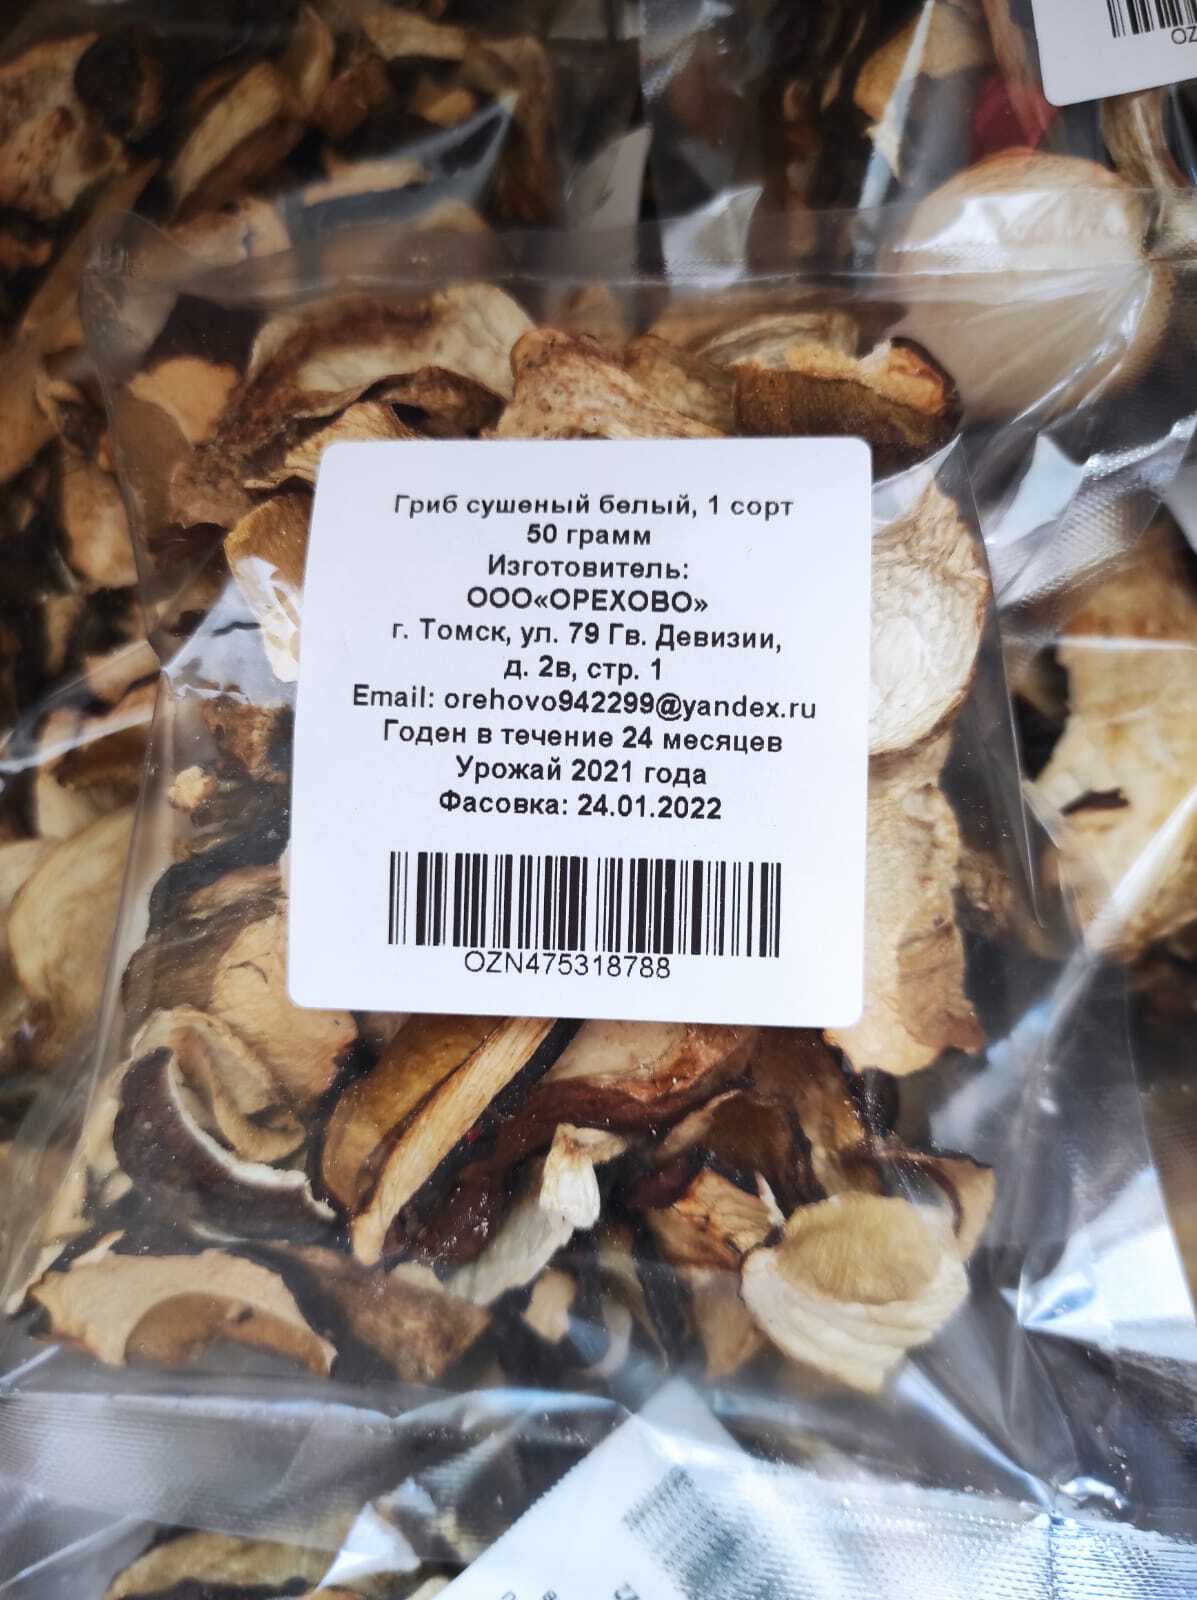 Гриб сушеный белый, 1 сорт
50 грамм
Изготовитель:
ООО«ОРЕХОВО»
г. Томск, ул. 79 Гв. Девизии,
д. 2в, стр. 1
Email: orehovo942299@yandex.ru
Годен в течение 24 месяцев
Урожай 2021 года
Фасовка: 24.01.2022
OZN475318788